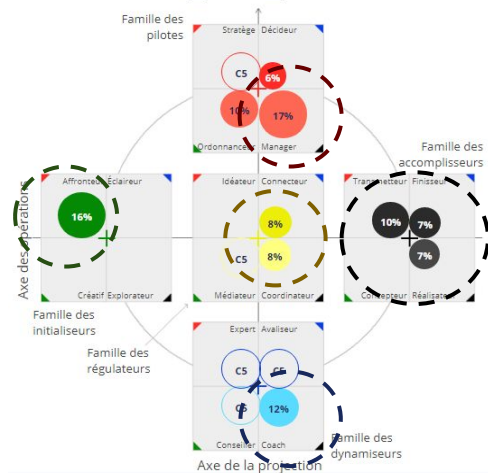 Famille des
pilotes
Stratège Décideur
C5
6%
10%
17%
Ordonnanceur Manager
Famille des
accomplisseurs
Affronteur Éclaireur
16%
Créatif Explorateur
Axe des opérations
Famille des
initialiseurs
Idéateur Connecteur
8%
C5
8%
Médiateur Coordinateur
Transmetteur Finisseur
10%
7%
7%
Concepteur Réalisateur
Famille des
régulateurs
Expert Avaliseur
C5
C5
C5
12%
Conseiller Coach
Famille des
dynamiseurs
Axe de la projection